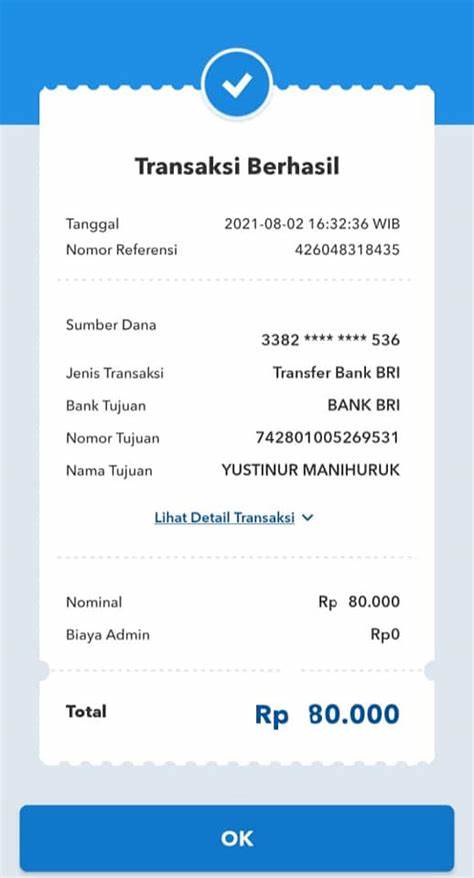 Transaksi Berhasil
Tanggal 2021-08-02 16:32:36 WIB
Nomor Referensi 426048318435
Sumber Dana
3382 **** **** 536
Jenis Transaksi Transfer Bank BRI
Bank Tujuan BANK BRI
Nomor Tujuan 742801005269531
Nama Tujuan YUSTINUR MANIHURUK
Lihat Detail Transaksi
Nominal Rp 80.000
Biaya Admin Rp0
Total Rp 80.000
OK